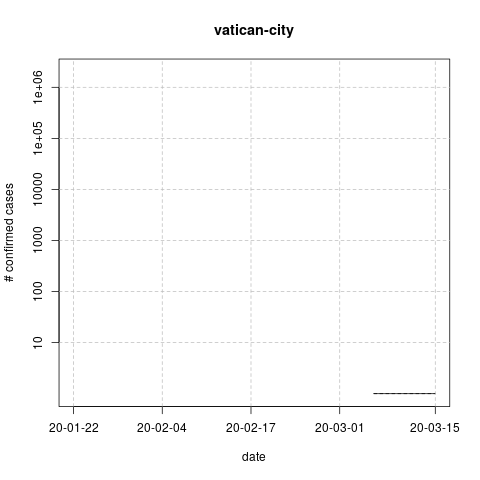 vatican-city
# confirmed cases
1e+06
1e+05
10000
1000
100
10
20-01-22
20-02-04
20-02-17
20-03-01
20-03-15
date